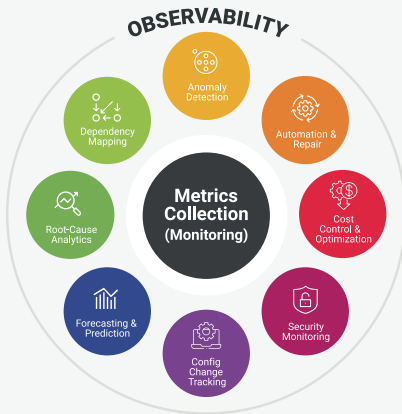 OBSERVABILITY
Anomaly
Detection
Automation &
Repair
Cost
Control &
Optimization
Security
Monitoring
Config
Change
Tracking
Forecasting &
Prediction
Root-Cause
Analytics
Dependency
Mapping
Metrics
Collection
(Monitoring)